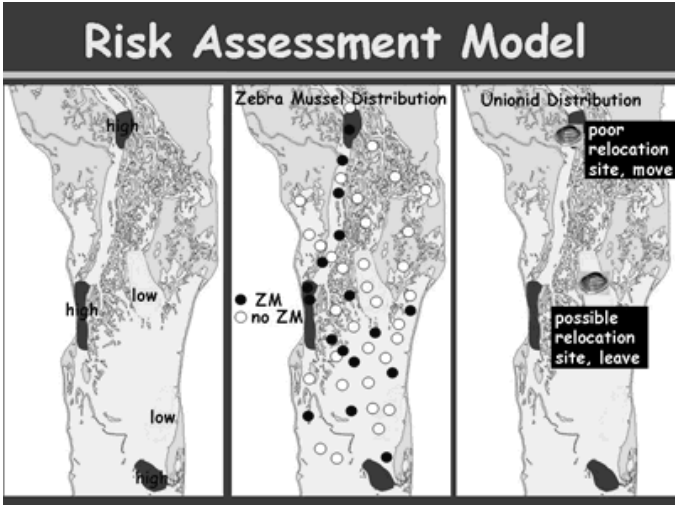 Risk Assessment Model
high
high
low
low
high
Zebra Mussel Distribution
ZM
no ZM
Unionid Distribution
poor
relocation
site, move
possible
relocation
site, leave